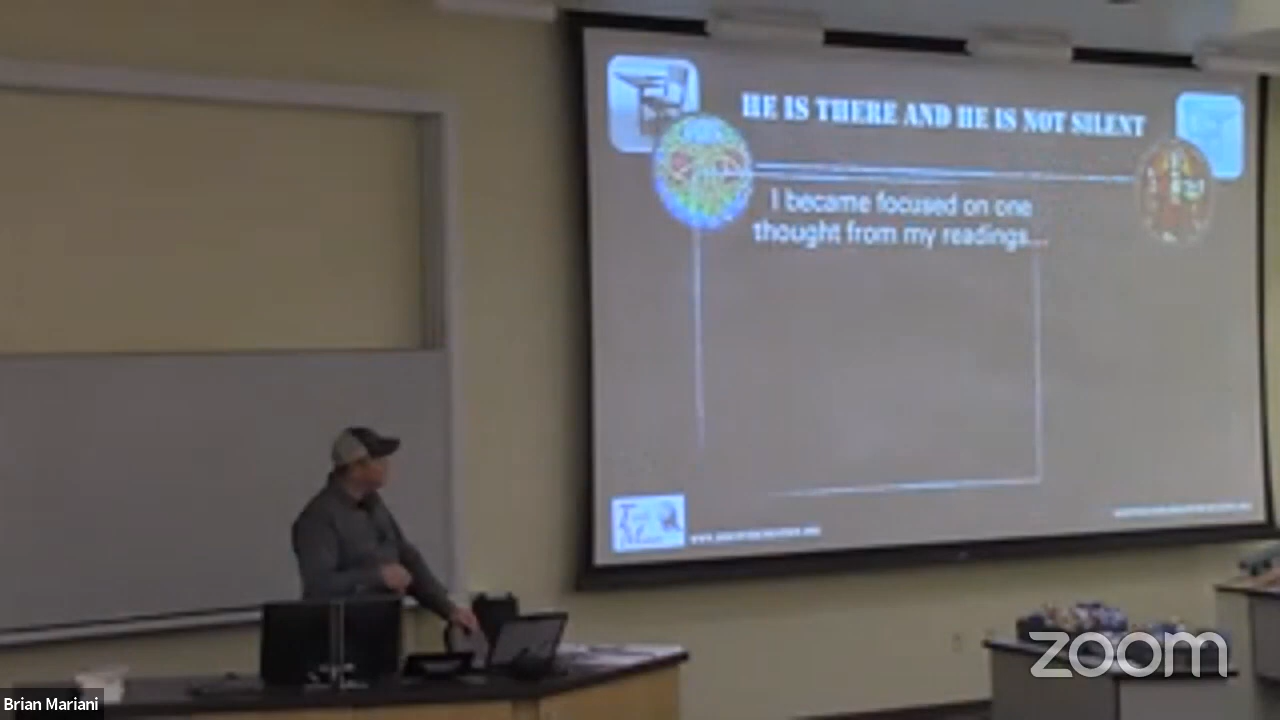 HE IS THERE AND HE IS NOT SILENT
I became focused on one
thought from my readings...
zoom
Brian Mariani